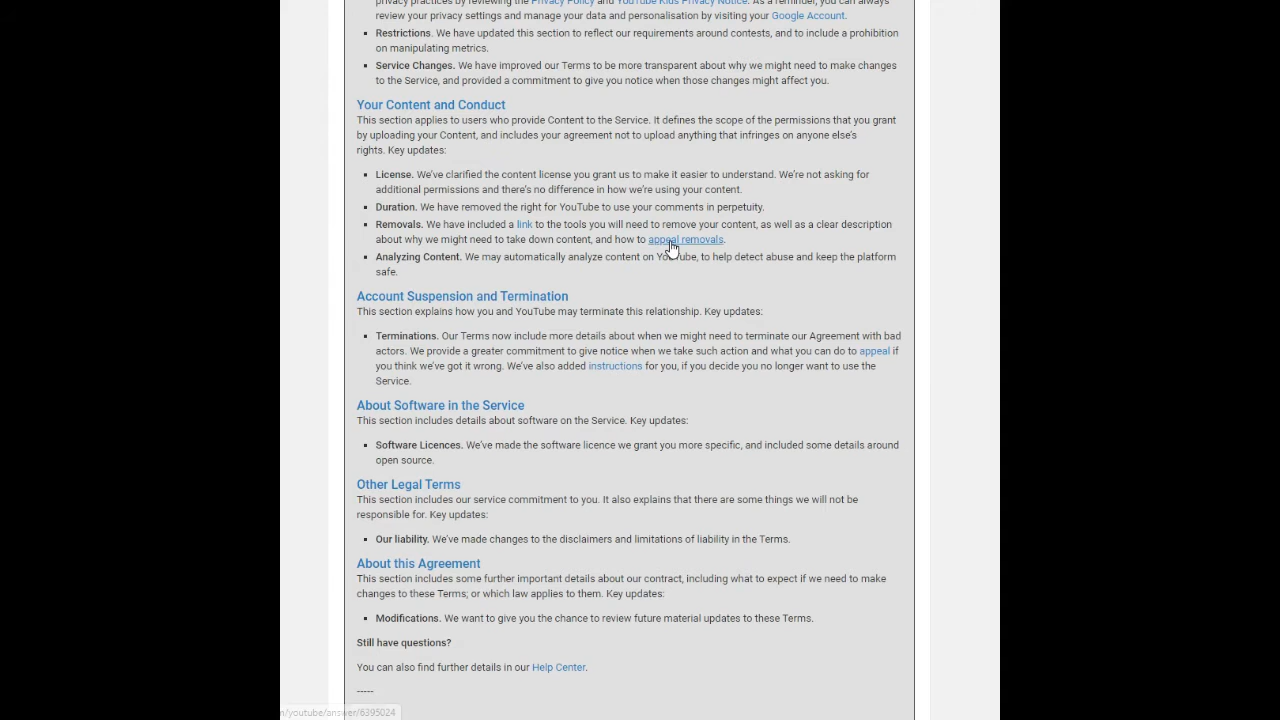 privacy practices by reviewing the Privacy Policy and YouTube Kids Privacy Notice. As a reminder, you can always
review your privacy settings and manage your data and personalisation by visiting your Google Account.
Restrictions. We have updated this section to reflect our requirements around contests, and to include a prohibition
on manipulating metrics.
Service Changes. We have improved our Terms to be more transparent about why we might need to make changes
to the Service, and provided a commitment to give you notice when those changes might affect you.
Your Content and Conduct
This section applies to users who provide Content to the Service. It defines the scope of the permissions that you grant
by uploading your Content, and includes your agreement not to upload anything that infringes on anyone else's
rights. Key updates:
License. We've clarified the content license you grant us to make it easier to understand. We're not asking for
additional permissions and there's no difference in how we're using your content.
Duration. We have removed the right for YouTube to use your comments in perpetuity.
Removals. We have included a link to the tools you will need to remove your content, as well as a clear description
about why we might need to take down content, and how to appeal removals.
Analyzing Content. We may automatically analyze content on YouTube, to help detect abuse and keep the platform
safe.
Account Suspension and Termination
This section explains how you and YouTube may terminate this relationship. Key updates:
Terminations. Our Terms now include more details about when we might need to terminate our Agreement with bad
actors. We provide a greater commitment to give notice when we take such action and what you can do to appeal if
you think we've got it wrong. We've also added instructions for you, if you decide you no longer want to use the
Service.
About Software in the Service
This section includes details about software on the Service. Key updates:
Software Licences. We've made the software licence we grant you more specific, and included some details around
open source.
Other Legal Terms
This section includes our service commitment to you. It also explains that there are some things we will not be
responsible for. Key updates:
Our liability. We've made changes to the disclaimers and limitations of liability in the Terms.
About this Agreement
This section includes some further important details about our contract, including what to expect if we need to make
changes to these Terms; or which law applies to them. Key updates:
Modifications. We want to give you the chance to review future material updates to these Terms.
Still have questions?
You can also find further details in our Help Center.
-----
m/youtube/answer/6395024